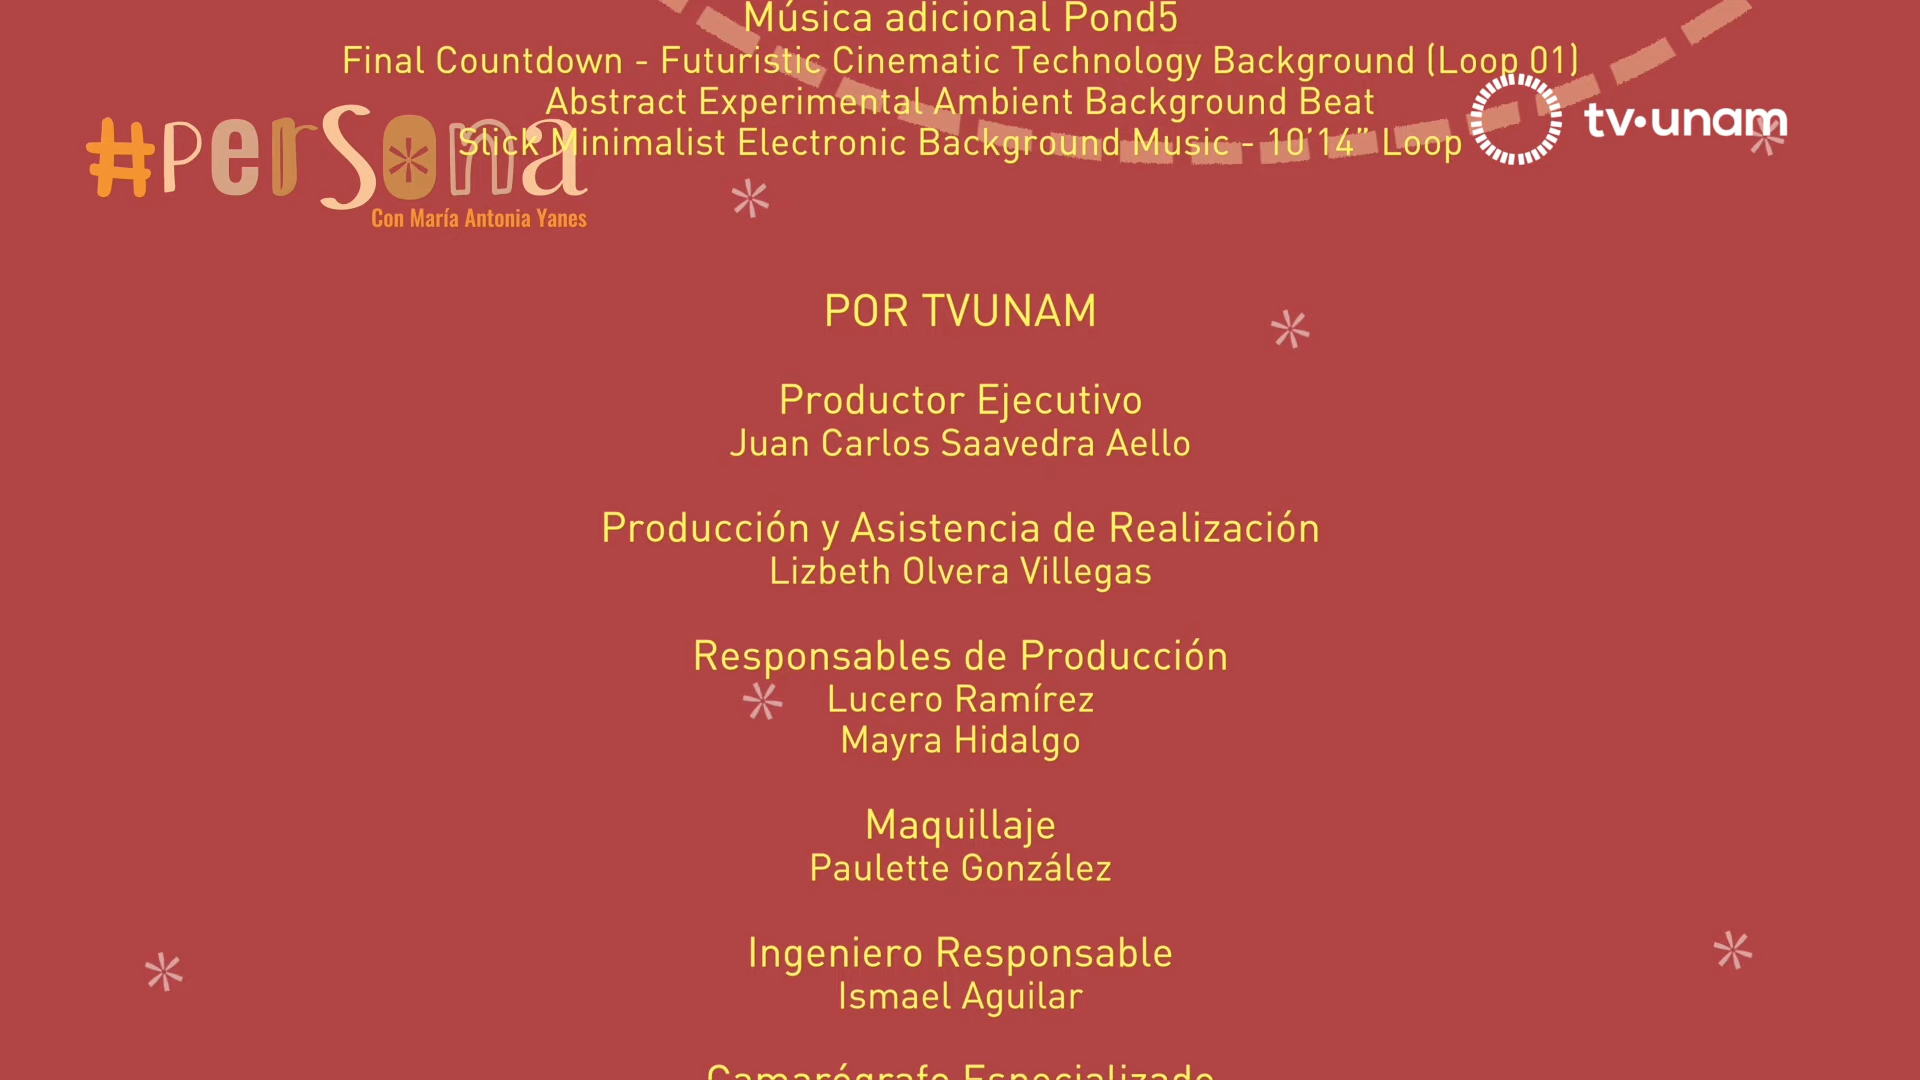 Música adicional Pond5
Final Countdown - Futuristic Cinematic Technology Background (Loop 01)
Abstract Experimental Ambient Background Beat
Slick Minimalist Electronic Background Music - 10’14” Loop
#persona
Con María Antonia Yanes
tv•unam
POR TVUNAM
Productor Ejecutivo
Juan Carlos Saavedra Aello
Producción y Asistencia de Realización
Lizbeth Olvera Villegas
Responsables de Producción
Lucero Ramírez
Mayra Hidalgo
Maquillaje
Paulette González
Ingeniero Responsable
Ismael Aguilar
Camarógrafo Especializado